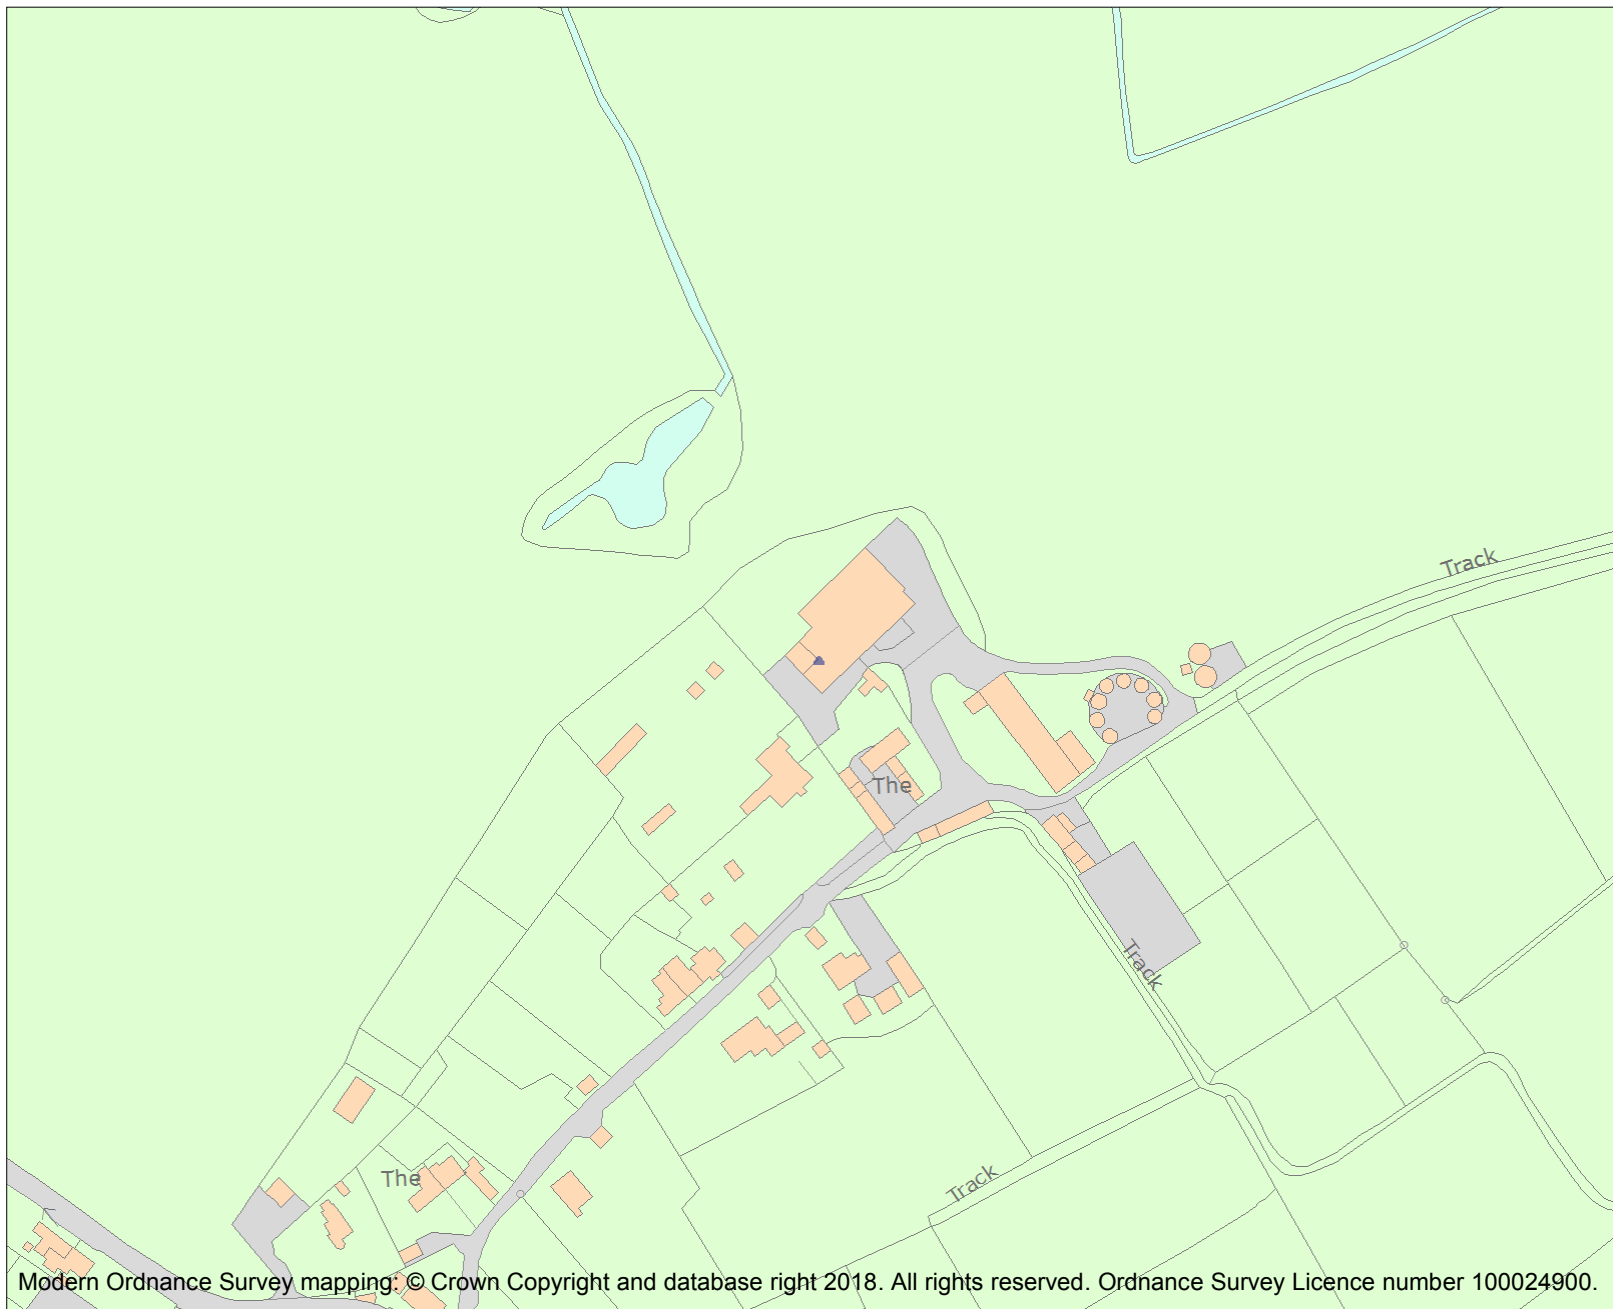 Track
The
Track
Track
The
Modern Ordnance Survey mapping: © Crown Copyright and database right 2018. All rights reserved. Ordnance Survey Licence number 100024900.